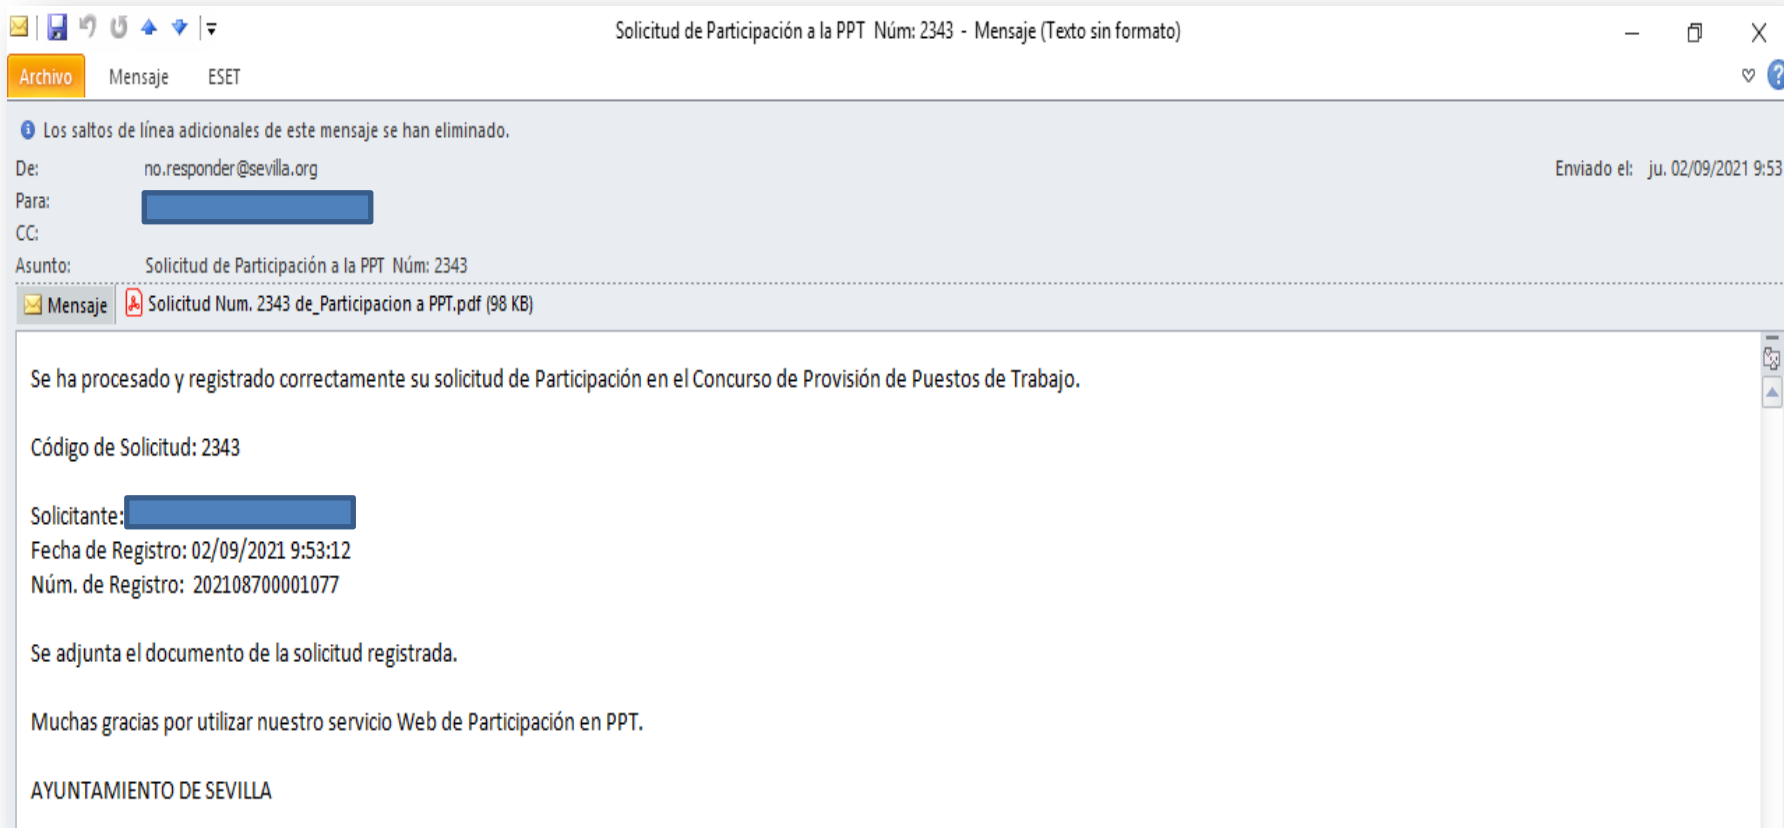 Solicitud de Participación a la PPT Núm: 2343 - Mensaje (Texto sin formato)
Archivo Mensaje ESET
Los saltos de línea adicionales de este mensaje se han eliminado.
De: no.responder@sevilla.org Enviado el: ju. 02/09/2021 9:53
Para:
CC:
Asunto: Solicitud de Participación a la PPT Núm: 2343
Mensaje Solicitud Num. 2343 de_Participacion a PPT.pdf (98 KB)
Se ha procesado y registrado correctamente su solicitud de Participación en el Concurso de Provisión de Puestos de Trabajo.
Código de Solicitud: 2343
Solicitante:
Fecha de Registro: 02/09/2021 9:53:12
Núm. de Registro: 202108700001077
Se adjunta el documento de la solicitud registrada.
Muchas gracias por utilizar nuestro servicio Web de Participación en PPT.
AYUNTAMIENTO DE SEVILLA